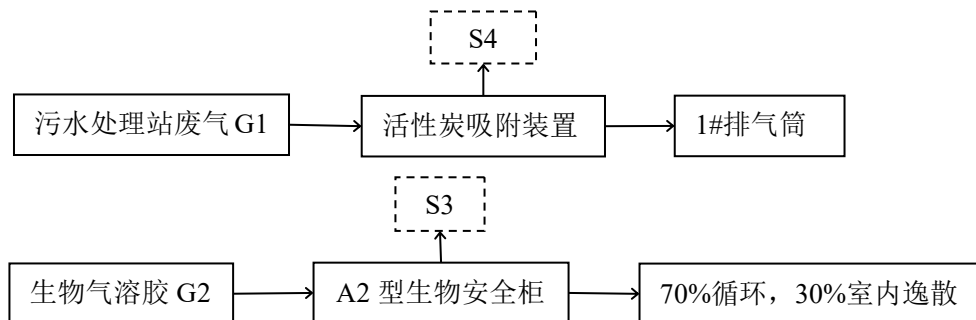 S4
污水处理站废气 G1
活性炭吸附装置
1#排气筒
S3
生物气溶胶 G2
A2 型生物安全柜
70%循环，30%室内逸散